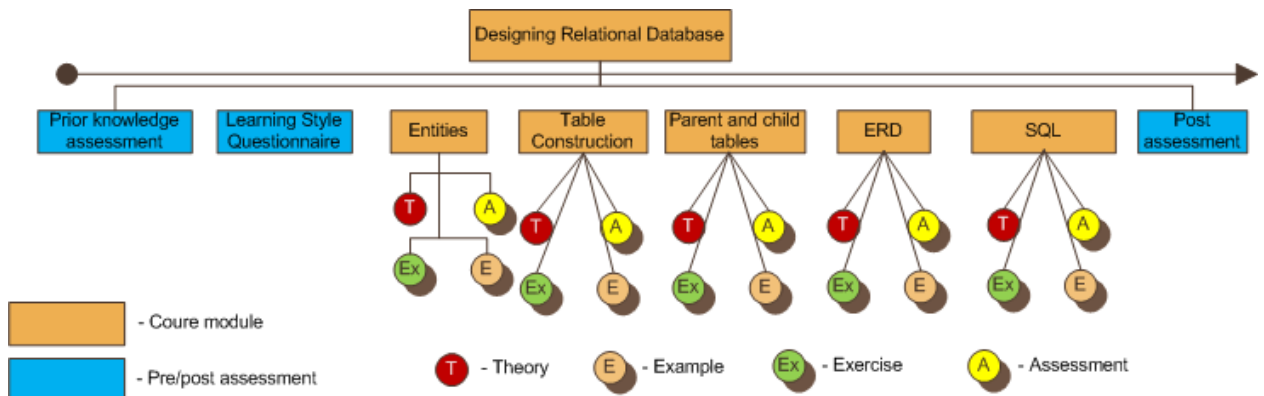 Designing Relational Database
Prior knowledge
assessment
Learning Style
Questionnaire
Entities
Table
Construction
Parent and child
tables
ERD
SQL
Post
assessment
T
A
Ex
E
T
A
Ex
E
T
A
Ex
E
T
A
Ex
E
T
A
Ex
E
- Coure module
- Pre/post assessment
T - Theory
E - Example
Ex - Exercise
A - Assessment